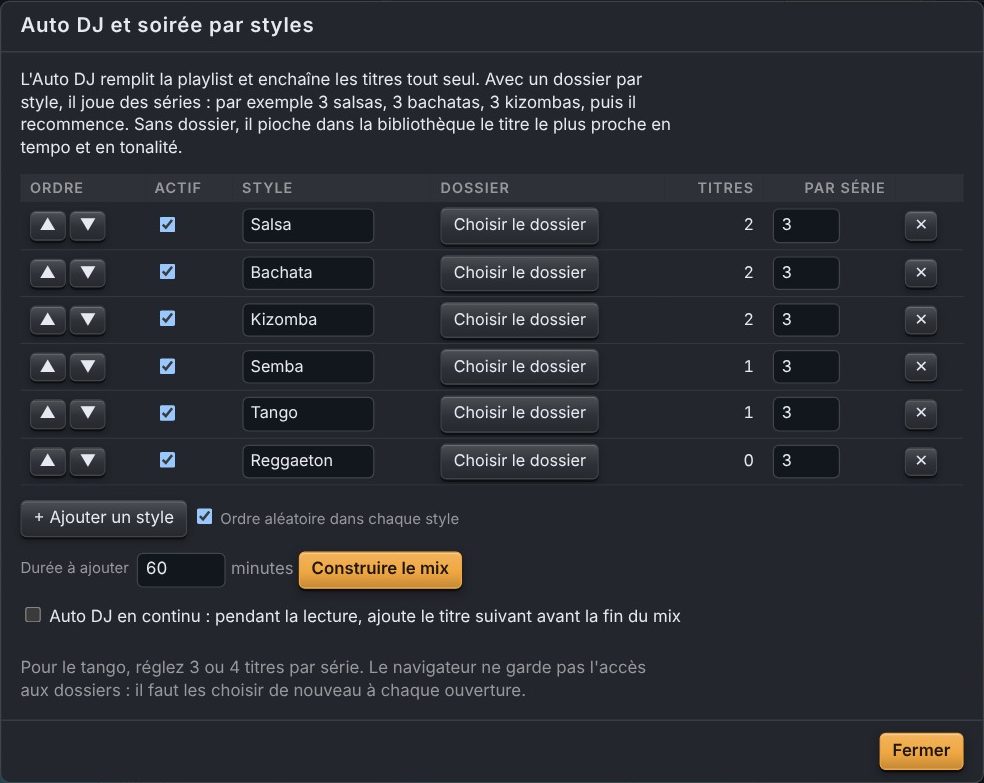 Auto DJ et soirée par styles
L'Auto DJ remplit la playlist et enchaîne les titres tout seul. Avec un dossier par
style, il joue des séries : par exemple 3 salsas, 3 bachatas, 3 kizombas, puis il
recommence. Sans dossier, il pioche dans la bibliothèque le titre le plus proche en
tempo et en tonalité.
ORDRE ACTIF STYLE DOSSIER TITRES PAR SÉRIE
▲ ▼ Salsa Choisir le dossier 2 3 ✕
▲ ▼ Bachata Choisir le dossier 2 3 ✕
▲ ▼ Kizomba Choisir le dossier 2 3 ✕
▲ ▼ Semba Choisir le dossier 1 3 ✕
▲ ▼ Tango Choisir le dossier 1 3 ✕
▲ ▼ Reggaeton Choisir le dossier 0 3 ✕
+ Ajouter un style Ordre aléatoire dans chaque style
Durée à ajouter 60 minutes Construire le mix
Auto DJ en continu : pendant la lecture, ajoute le titre suivant avant la fin du mix
Pour le tango, réglez 3 ou 4 titres par série. Le navigateur ne garde pas l'accès
aux dossiers : il faut les choisir de nouveau à chaque ouverture.
Fermer